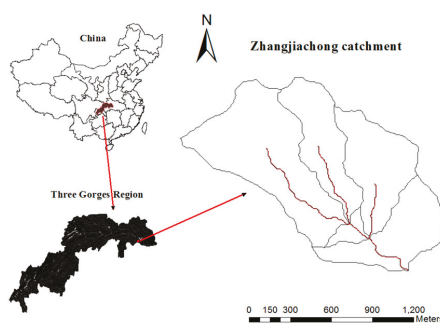 China
N
Zhangjiachong catchment
Three Gorges Region
0 150 300 600 900 1,200
Meters